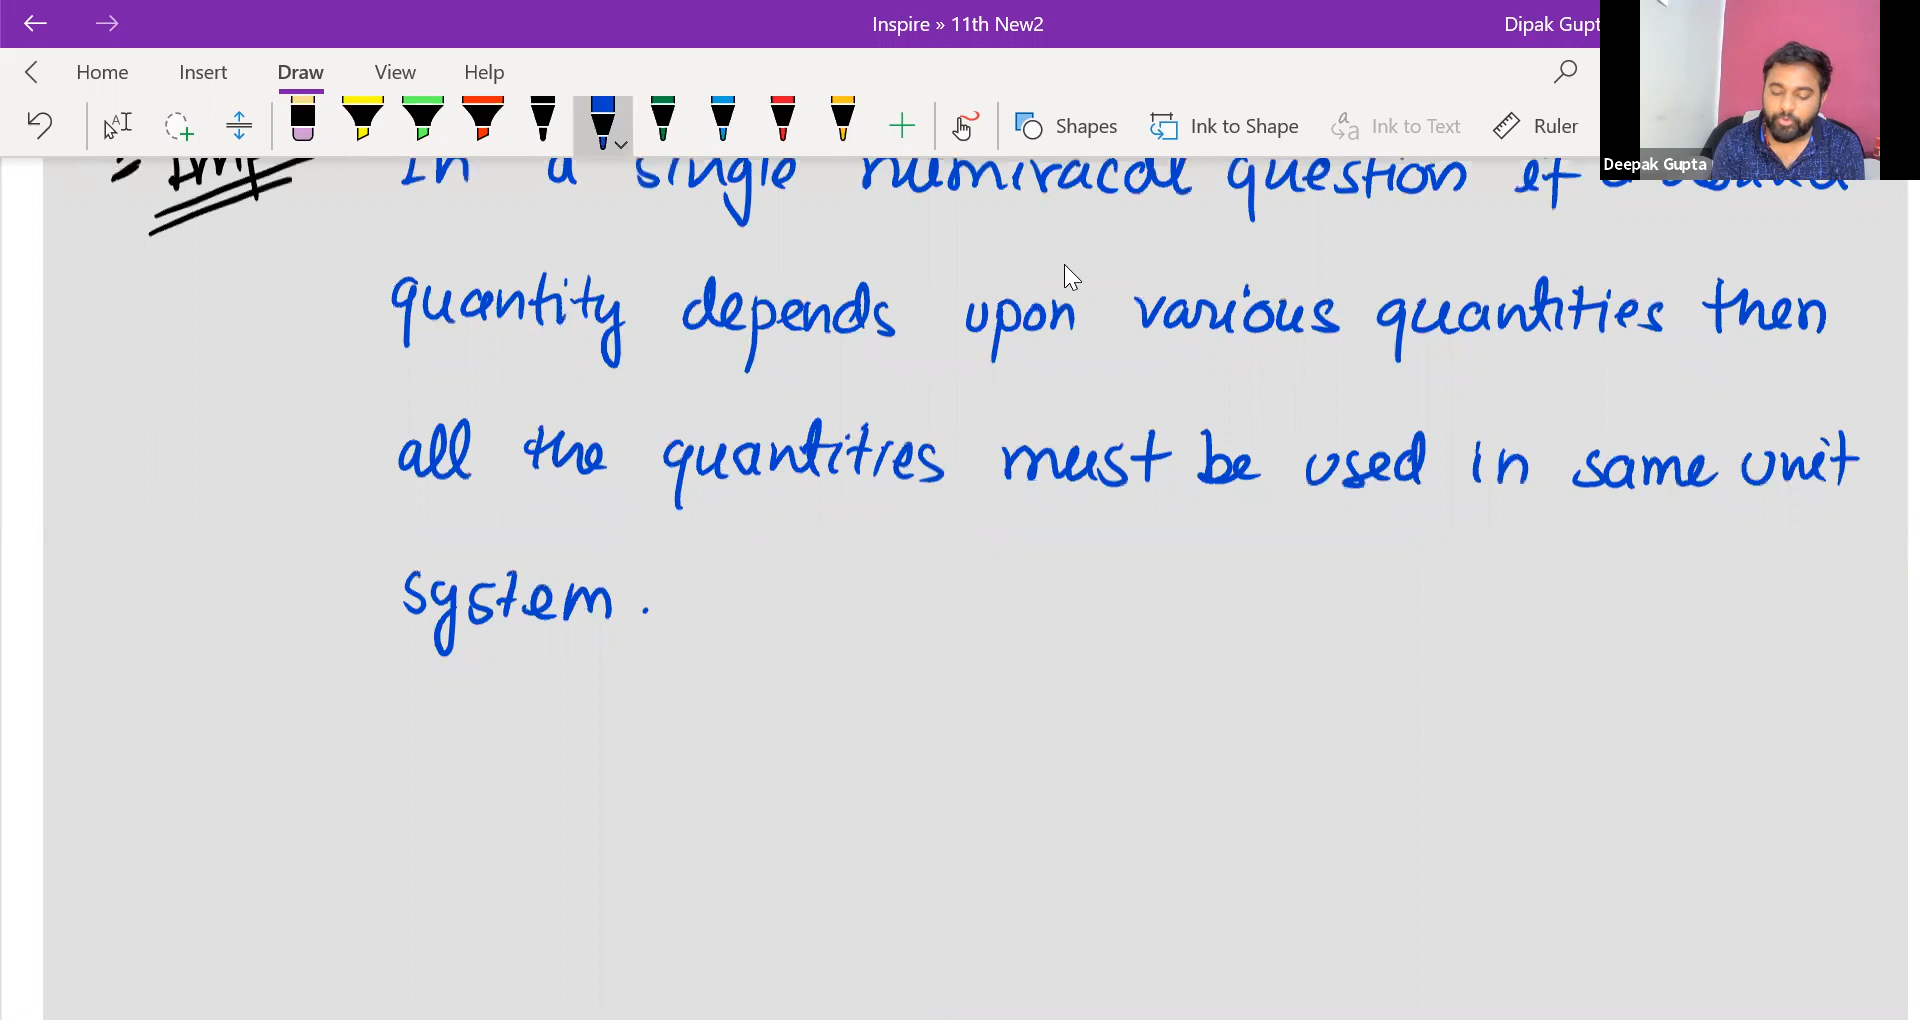 Inspire » 11th New2
Dipak Gupt
Home Insert Draw View Help
Shapes Ink to Shape Ink to Text Ruler
Deepak Gupta
Imp In a single numiracal question if
quantity depends upon various quantities then
all the quantities must be used in same unit
system.